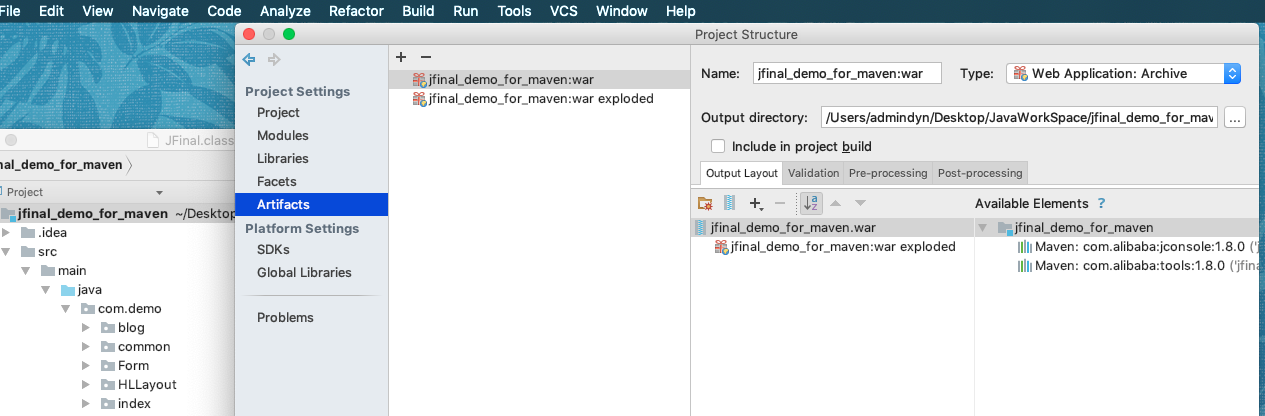 File Edit View Navigate Code Analyze Refactor Build Run Tools VCS Window Help
Project Structure
JFinal.class
nal_demo_for_maven
Project
jfinal_demo_for_maven ~/Desktop
.idea
src
main
java
com.demo
blog
common
Form
HLLayout
index
Project Settings
Project
Modules
Libraries
Facets
Artifacts
Platform Settings
SDKs
Global Libraries
Problems
+ −
jfinal_demo_for_maven:war
jfinal_demo_for_maven:war exploded
Name: jfinal_demo_for_maven:war Type: Web Application: Archive
Output directory: /Users/admindyn/Desktop/JavaWorkSpace/jfinal_demo_for_mav ...
Include in project build
Output Layout Validation Pre-processing Post-processing
Available Elements ?
jfinal_demo_for_maven.war
jfinal_demo_for_maven:war exploded
jfinal_demo_for_maven
Maven: com.alibaba:jconsole:1.8.0 ('j
Maven: com.alibaba:tools:1.8.0 ('jfina